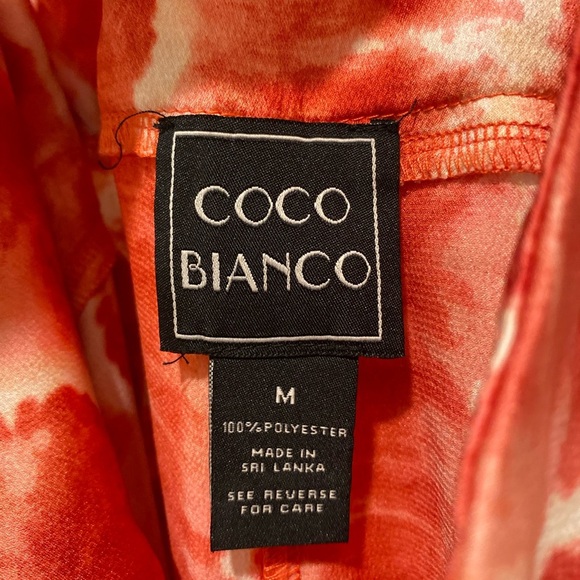 COCO
BIANCO
M
100% POLYESTER
MADE IN
SRI LANKA
SEE REVERSE
FOR CARE